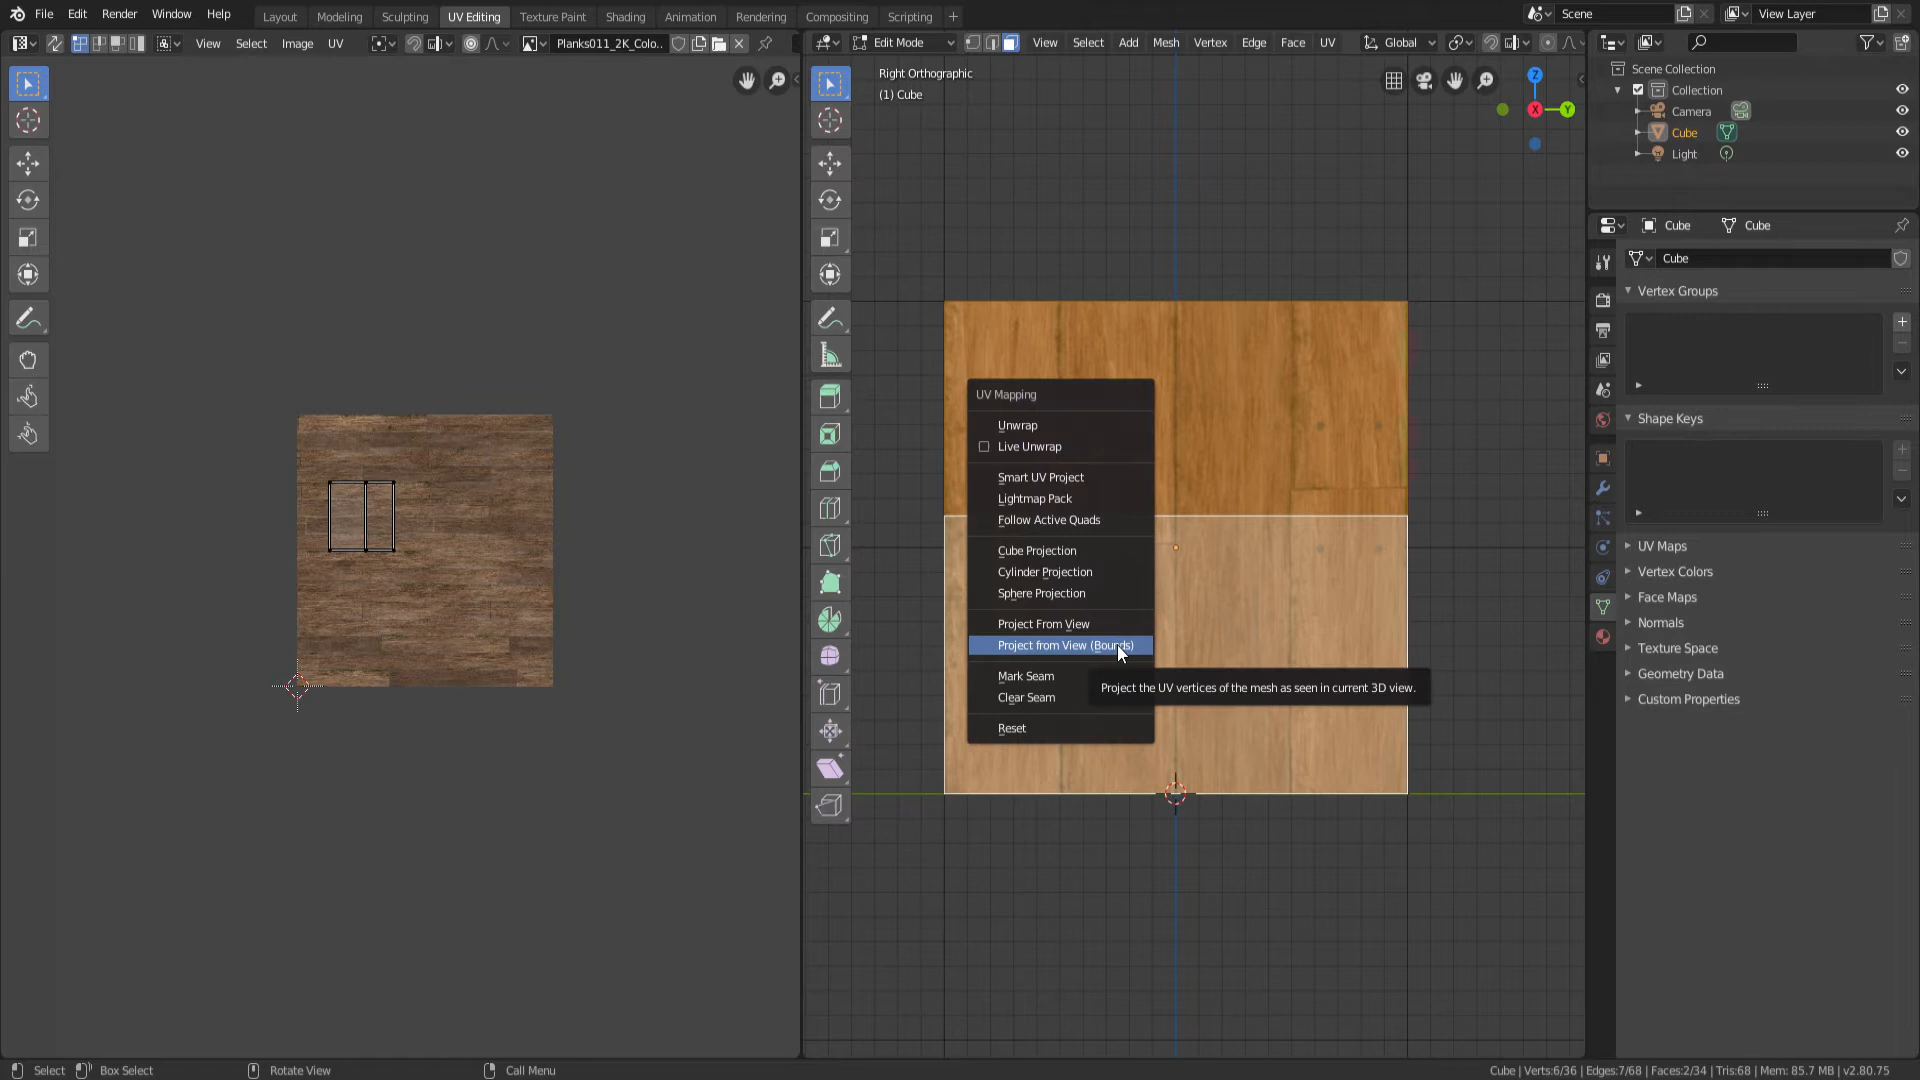 File Edit Render Window Help Layout Modeling Sculpting UV Editing Texture Paint Shading Animation Rendering Compositing Scripting + Scene View Layer
View Select Image UV Planks011_2K_Colo.. Edit Mode View Select Add Mesh Vertex Edge Face UV Global
Right Orthographic
(1) Cube
Z
X
Y
Scene Collection
Collection
Camera
Cube
Light
Cube Cube
Cube
Vertex Groups
Shape Keys
UV Maps
Vertex Colors
Face Maps
Normals
Texture Space
Geometry Data
Custom Properties
UV Mapping
Unwrap
Live Unwrap
Smart UV Project
Lightmap Pack
Follow Active Quads
Cube Projection
Cylinder Projection
Sphere Projection
Project From View
Project from View (Bounds)
Mark Seam
Clear Seam
Reset
Project the UV vertices of the mesh as seen in current 3D view.
Select Box Select Rotate View Call Menu Cube | Verts:6/36 | Edges:7/68 | Faces:2/34 | Tris:68 | Mem: 85.7 MB | v2.80.75